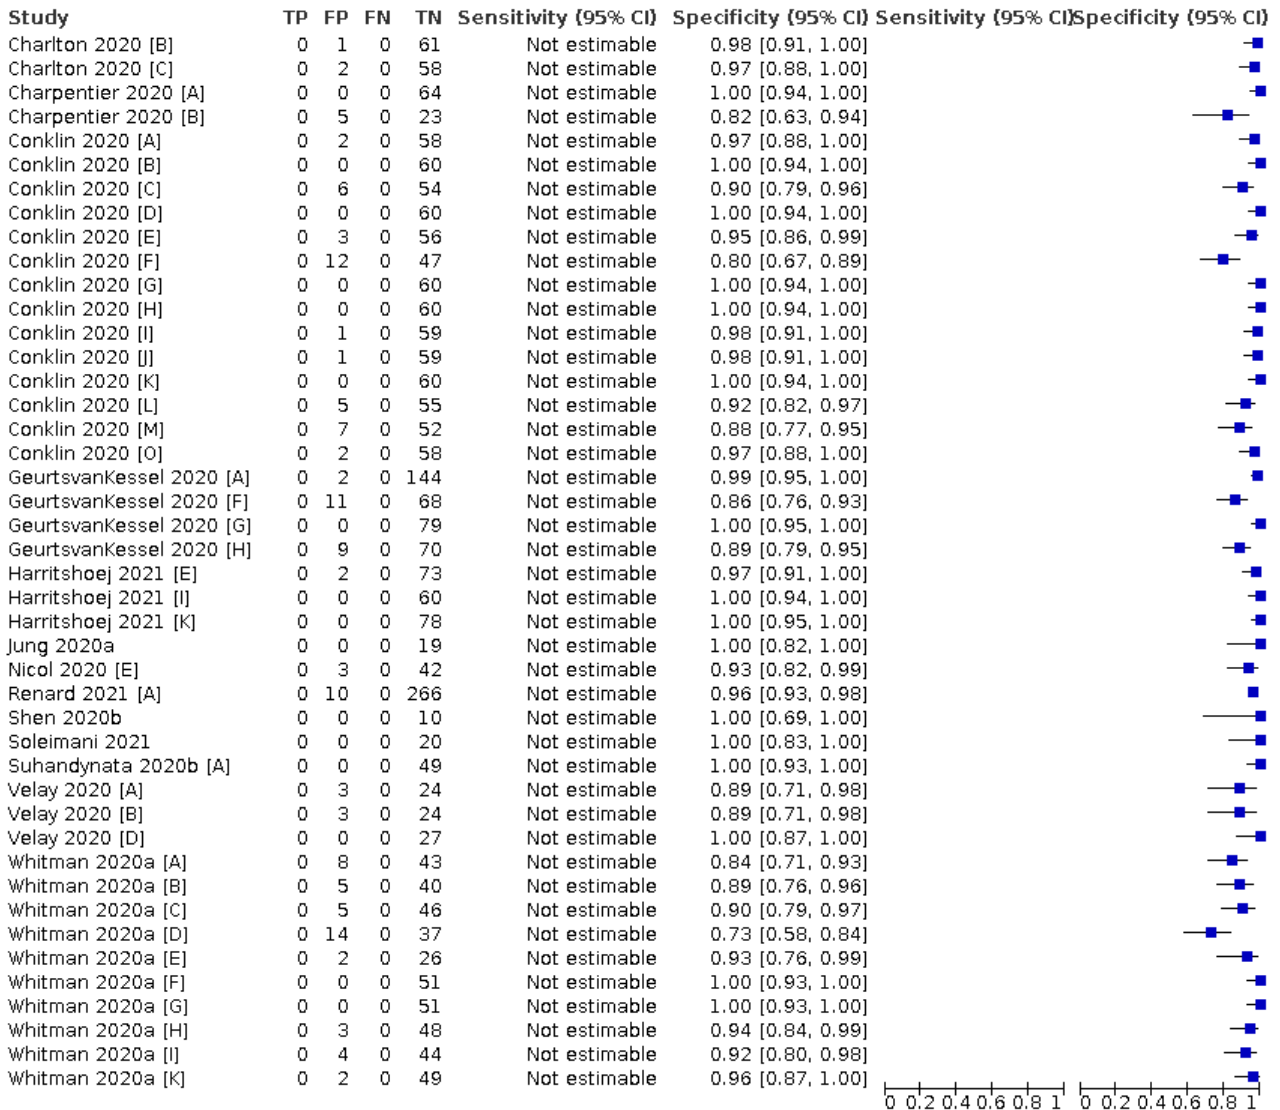 Study TP FP FN TN Sensitivity (95% CI) Specificity (95% CI) Sensitivity (95% CI) Specificity (95% CI)
Charlton 2020 [B] 0 1 0 61 Not estimable 0.98 [0.91, 1.00]
Charlton 2020 [C] 0 2 0 58 Not estimable 0.97 [0.88, 1.00]
Charpentier 2020 [A] 0 0 0 64 Not estimable 1.00 [0.94, 1.00]
Charpentier 2020 [B] 0 5 0 23 Not estimable 0.82 [0.63, 0.94]
Conklin 2020 [A] 0 2 0 58 Not estimable 0.97 [0.88, 1.00]
Conklin 2020 [B] 0 0 0 60 Not estimable 1.00 [0.94, 1.00]
Conklin 2020 [C] 0 6 0 54 Not estimable 0.90 [0.79, 0.96]
Conklin 2020 [D] 0 0 0 60 Not estimable 1.00 [0.94, 1.00]
Conklin 2020 [E] 0 3 0 56 Not estimable 0.95 [0.86, 0.99]
Conklin 2020 [F] 0 12 0 47 Not estimable 0.80 [0.67, 0.89]
Conklin 2020 [G] 0 0 0 60 Not estimable 1.00 [0.94, 1.00]
Conklin 2020 [H] 0 0 0 60 Not estimable 1.00 [0.94, 1.00]
Conklin 2020 [I] 0 1 0 59 Not estimable 0.98 [0.91, 1.00]
Conklin 2020 [J] 0 1 0 59 Not estimable 0.98 [0.91, 1.00]
Conklin 2020 [K] 0 0 0 60 Not estimable 1.00 [0.94, 1.00]
Conklin 2020 [L] 0 5 0 55 Not estimable 0.92 [0.82, 0.97]
Conklin 2020 [M] 0 7 0 52 Not estimable 0.88 [0.77, 0.95]
Conklin 2020 [O] 0 2 0 58 Not estimable 0.97 [0.88, 1.00]
GeurtsvanKessel 2020 [A] 0 2 0 144 Not estimable 0.99 [0.95, 1.00]
GeurtsvanKessel 2020 [F] 0 11 0 68 Not estimable 0.86 [0.76, 0.93]
GeurtsvanKessel 2020 [G] 0 0 0 79 Not estimable 1.00 [0.95, 1.00]
GeurtsvanKessel 2020 [H] 0 9 0 70 Not estimable 0.89 [0.79, 0.95]
Harritshoej 2021 [E] 0 2 0 73 Not estimable 0.97 [0.91, 1.00]
Harritshoej 2021 [I] 0 0 0 60 Not estimable 1.00 [0.94, 1.00]
Harritshoej 2021 [K] 0 0 0 78 Not estimable 1.00 [0.95, 1.00]
Jung 2020a 0 0 0 19 Not estimable 1.00 [0.82, 1.00]
Nicol 2020 [E] 0 3 0 42 Not estimable 0.93 [0.82, 0.99]
Renard 2021 [A] 0 10 0 266 Not estimable 0.96 [0.93, 0.98]
Shen 2020b 0 0 0 10 Not estimable 1.00 [0.69, 1.00]
Soleimani 2021 0 0 0 20 Not estimable 1.00 [0.83, 1.00]
Suhandynata 2020b [A] 0 0 0 49 Not estimable 1.00 [0.93, 1.00]
Velay 2020 [A] 0 3 0 24 Not estimable 0.89 [0.71, 0.98]
Velay 2020 [B] 0 3 0 24 Not estimable 0.89 [0.71, 0.98]
Velay 2020 [D] 0 0 0 27 Not estimable 1.00 [0.87, 1.00]
Whitman 2020a [A] 0 8 0 43 Not estimable 0.84 [0.71, 0.93]
Whitman 2020a [B] 0 5 0 40 Not estimable 0.89 [0.76, 0.96]
Whitman 2020a [C] 0 5 0 46 Not estimable 0.90 [0.79, 0.97]
Whitman 2020a [D] 0 14 0 37 Not estimable 0.73 [0.58, 0.84]
Whitman 2020a [E] 0 2 0 26 Not estimable 0.93 [0.76, 0.99]
Whitman 2020a [F] 0 0 0 51 Not estimable 1.00 [0.93, 1.00]
Whitman 2020a [G] 0 0 0 51 Not estimable 1.00 [0.93, 1.00]
Whitman 2020a [H] 0 3 0 48 Not estimable 0.94 [0.84, 0.99]
Whitman 2020a [I] 0 4 0 44 Not estimable 0.92 [0.80, 0.98]
Whitman 2020a [K] 0 2 0 49 Not estimable 0.96 [0.87, 1.00]
0 0.2 0.4 0.6 0.8 1 0 0.2 0.4 0.6 0.8 1